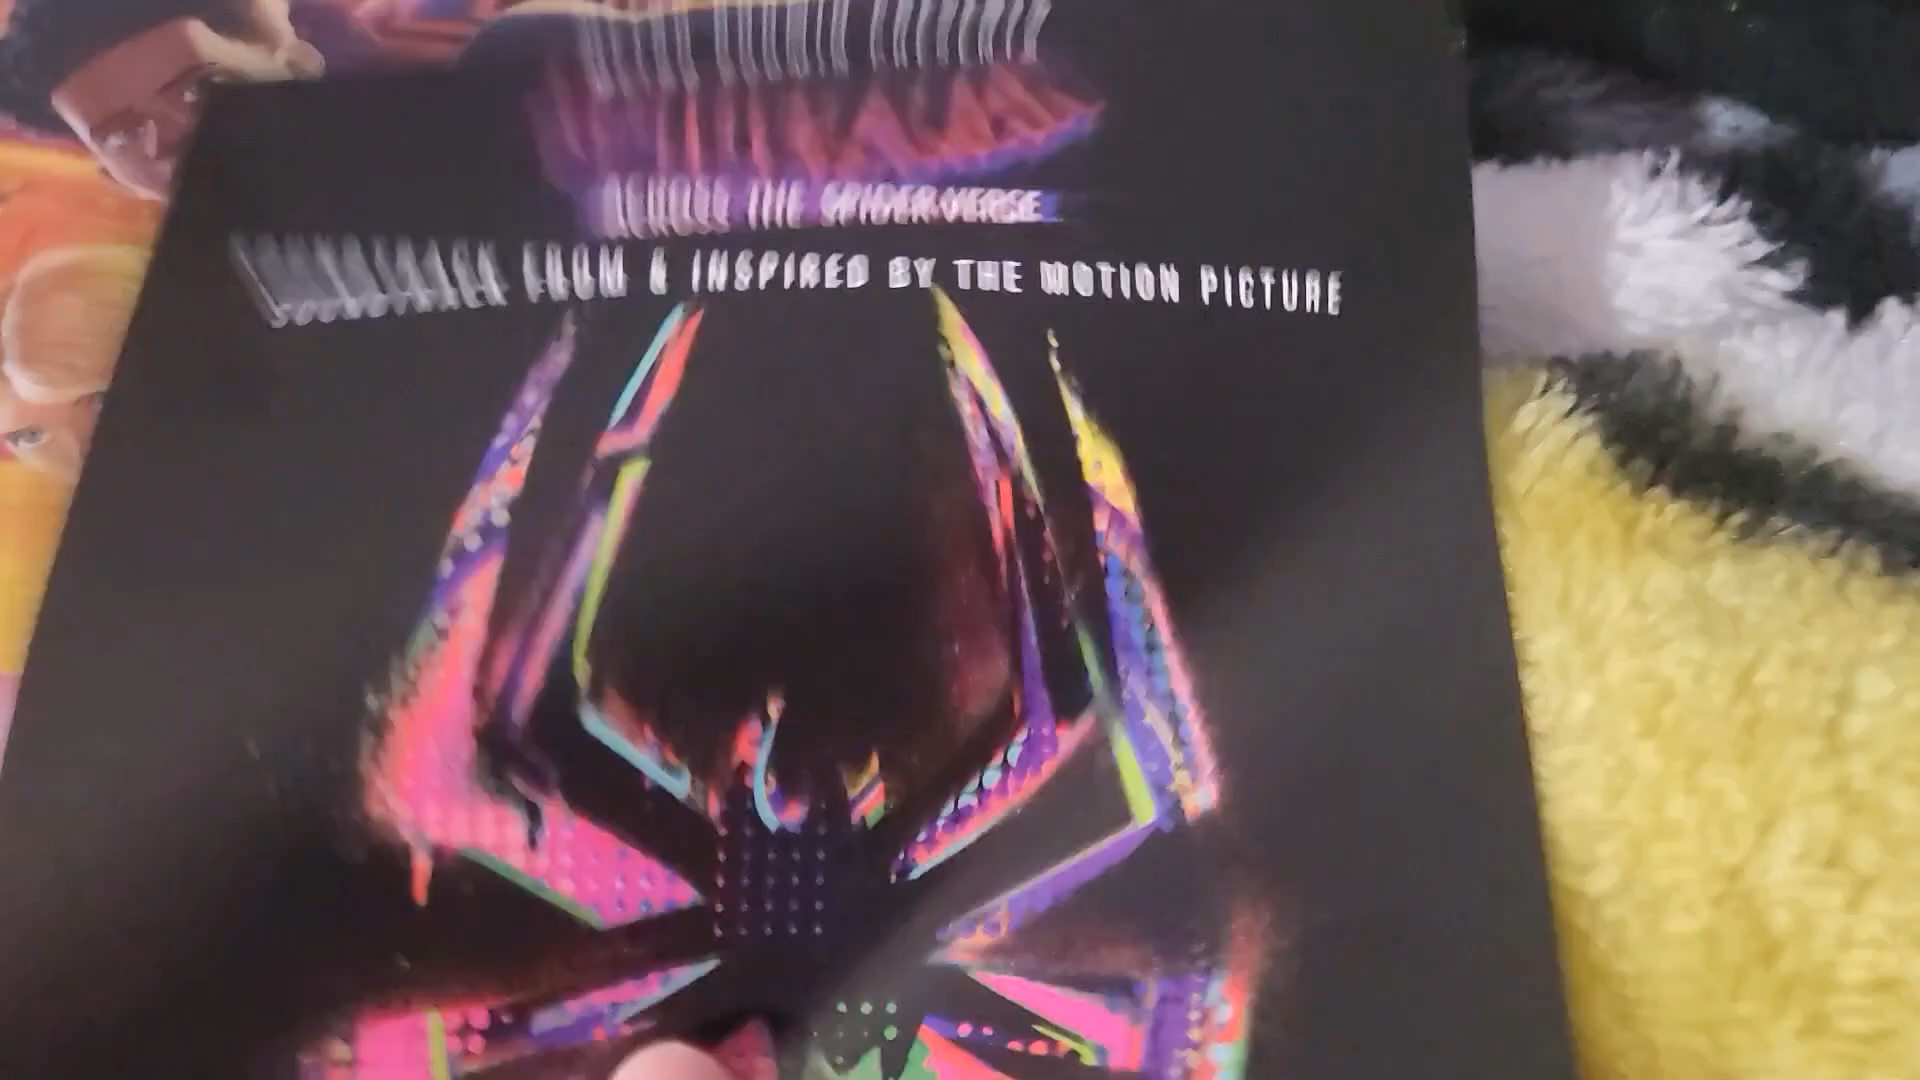 ACROSS THE SPIDER-VERSE
SOUNDTRACK FROM & INSPIRED BY THE MOTION PICTURE